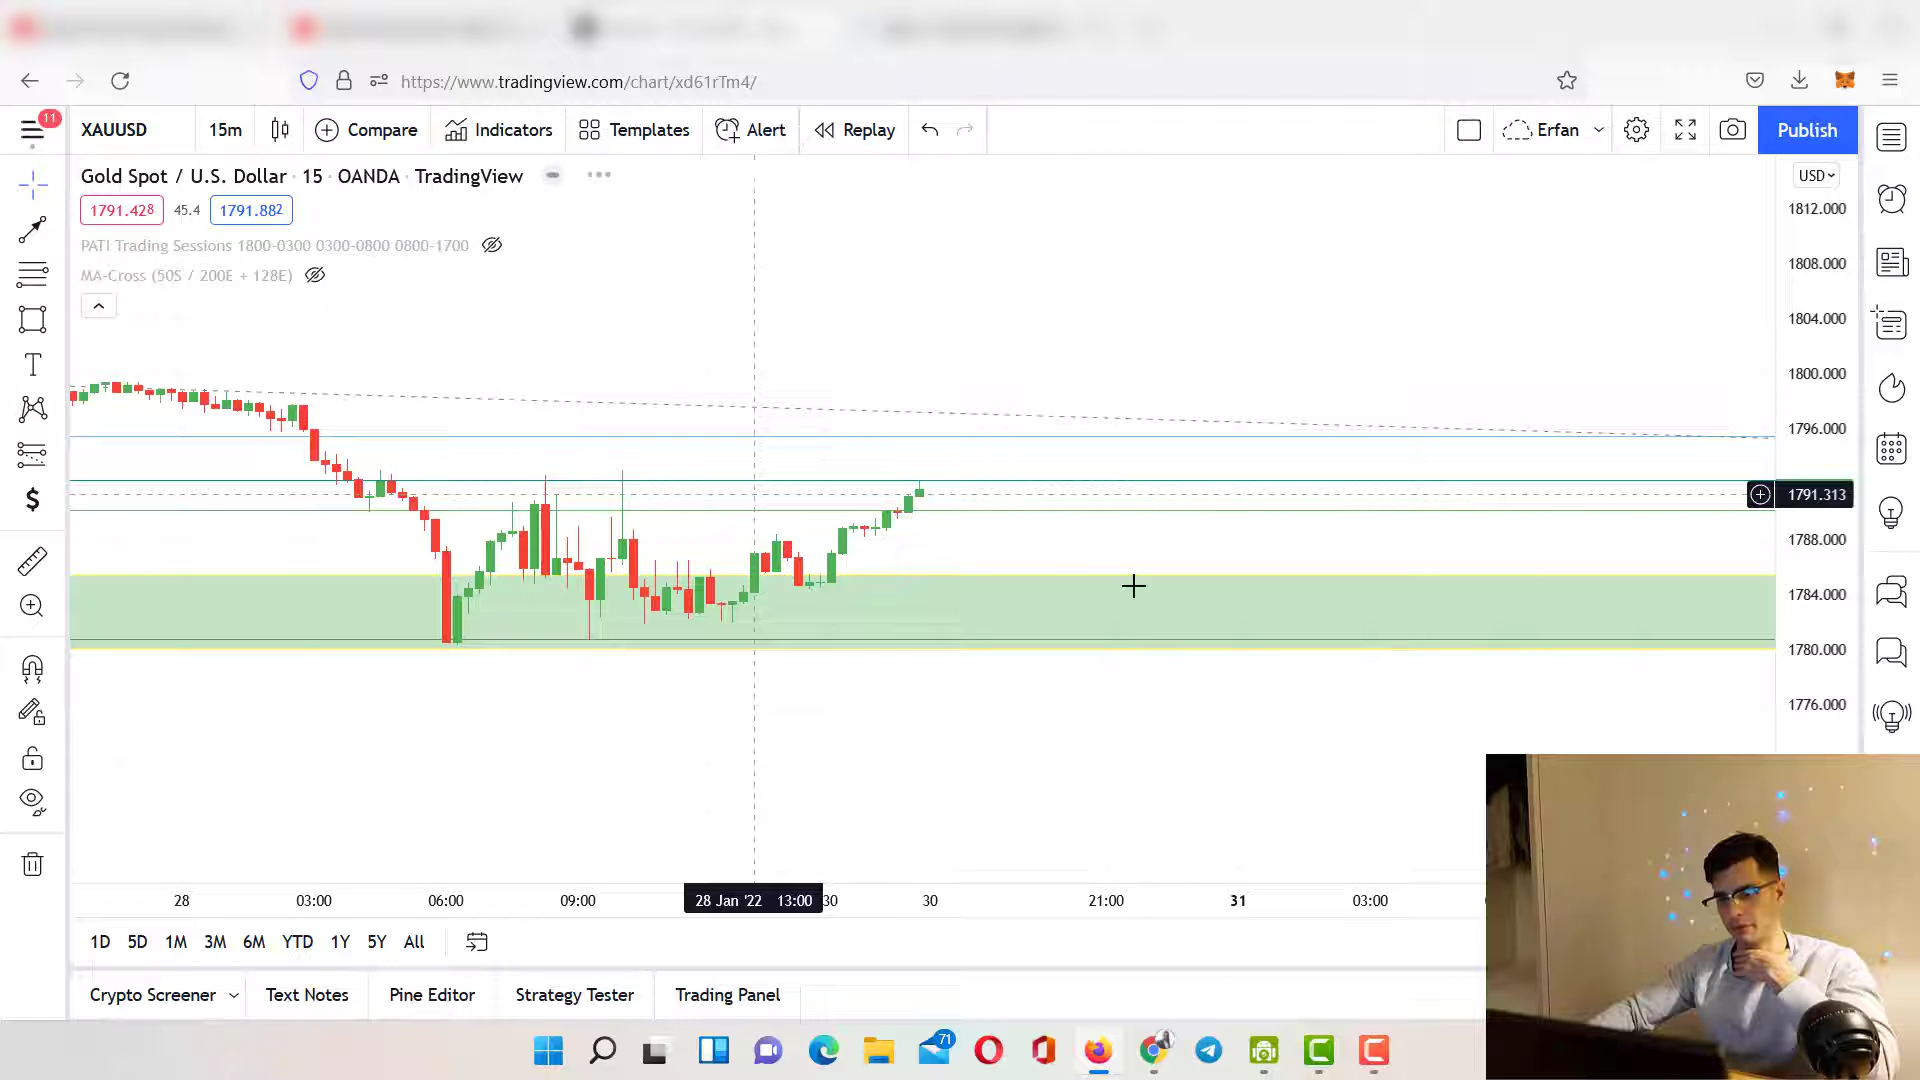 https://www.tradingview.com/chart/xd61rTm4/
11
XAUUSD
15m
Compare
Indicators
Templates
Alert
Replay
Erfan
Publish
Gold Spot / U.S. Dollar · 15 · OANDA · TradingView
USD
1791.428 45.4 1791.882
PATI Trading Sessions 1800-0300 0300-0800 0800-1700
MA-Cross (50S / 200E + 128E)
1812.000
1808.000
1804.000
1800.000
1796.000
1791.313
1788.000
1784.000
1780.000
1776.000
28 03:00 06:00 09:00 28 Jan '22 13:00 30 30 21:00 31 03:00
1D 5D 1M 3M 6M YTD 1Y 5Y All
Crypto Screener Text Notes Pine Editor Strategy Tester Trading Panel
71